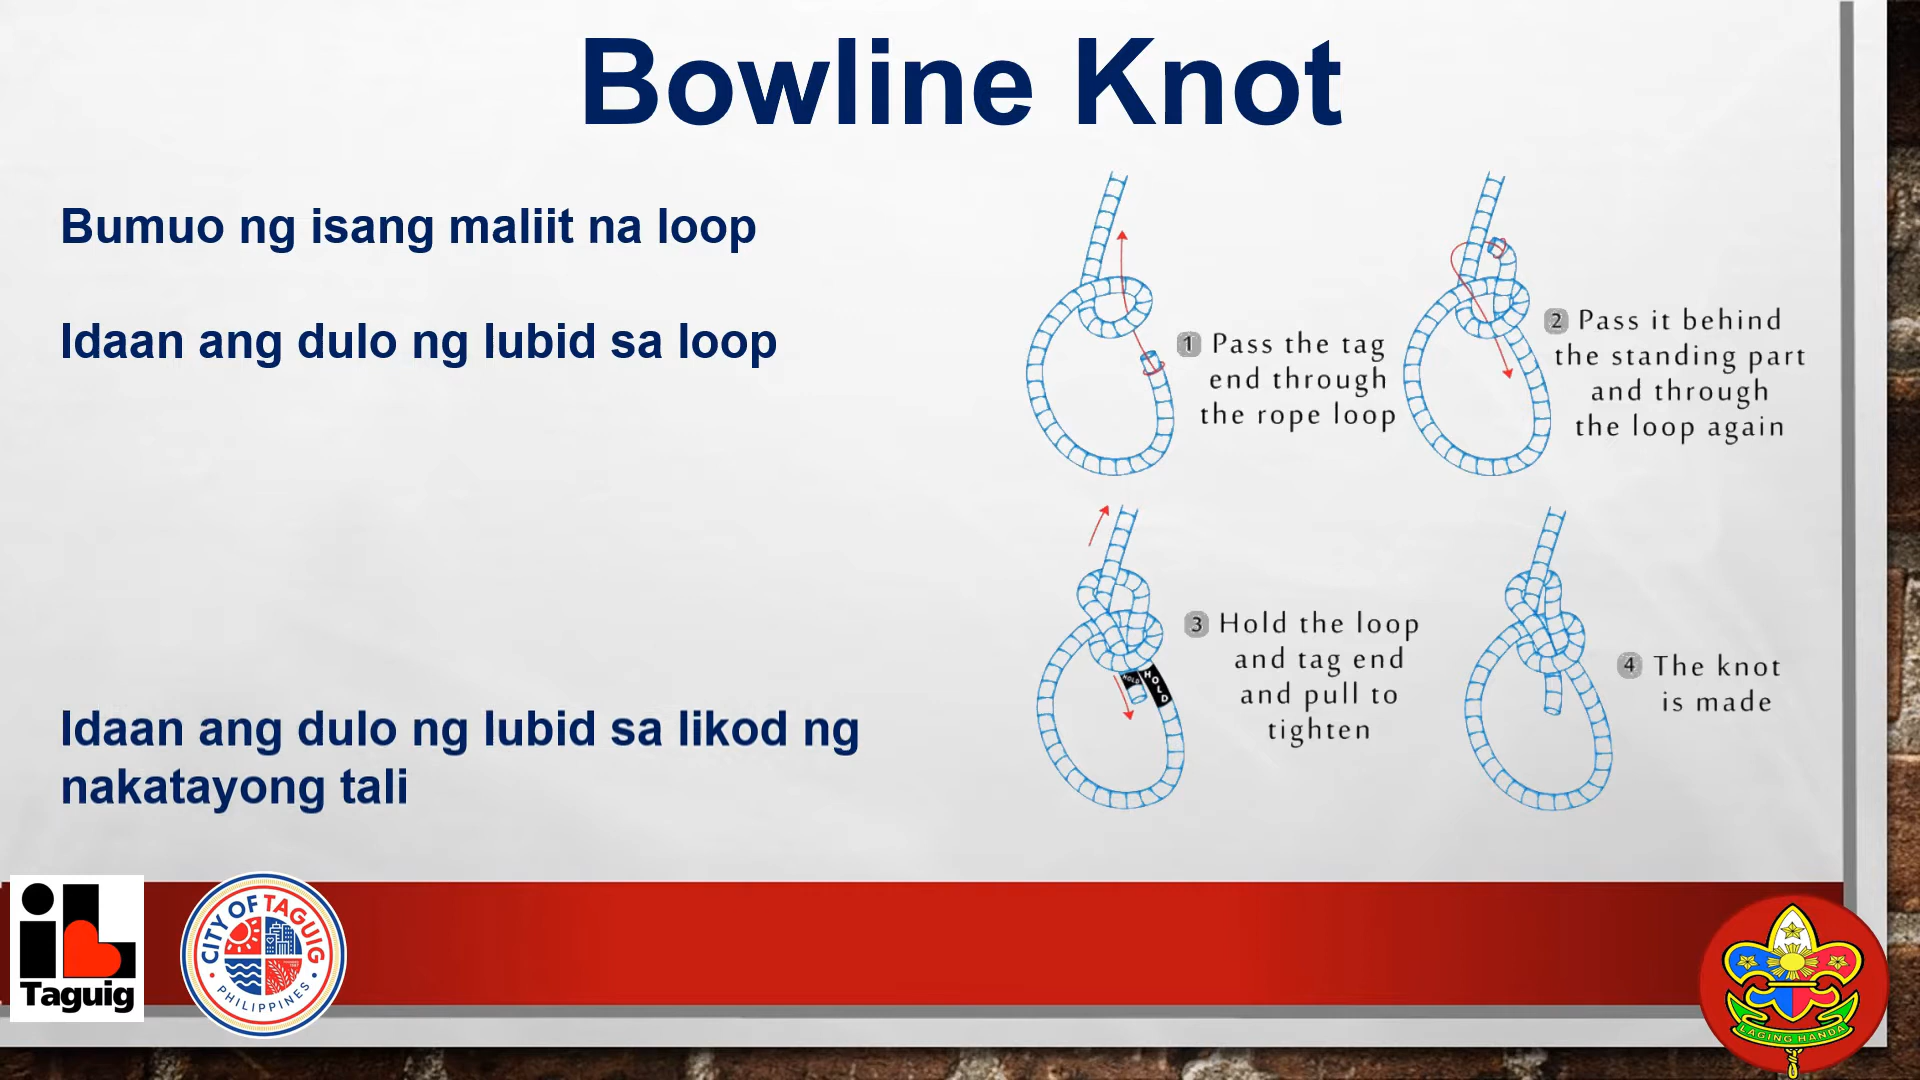 Bowline Knot
Bumuo ng isang maliit na loop
Idaan ang dulo ng lubid sa loop
Idaan ang dulo ng lubid sa likod ng
nakatayong tali
1 Pass the tag
end through
the rope loop
2 Pass it behind
the standing part
and through
the loop again
3 Hold the loop
and tag end
and pull to
tighten
HOLD
HOLD
4 The knot
is made
iL
Taguig
CITY OF TAGUIG
PHILIPPINES
LAGING HANDA